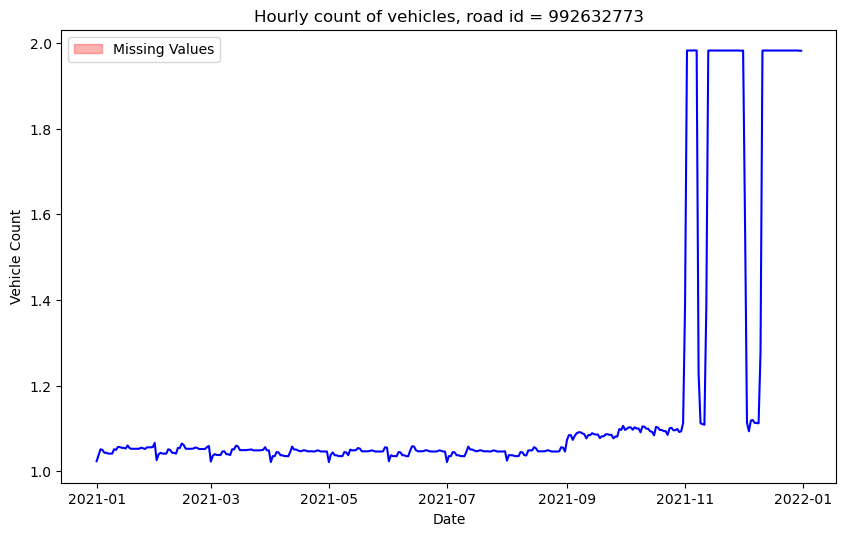 Hourly count of vehicles, road id = 992632773
Missing Values
Vehicle Count
2.0
1.8
1.6
1.4
1.2
1.0
2021-01 2021-03 2021-05 2021-07 2021-09 2021-11 2022-01
Date